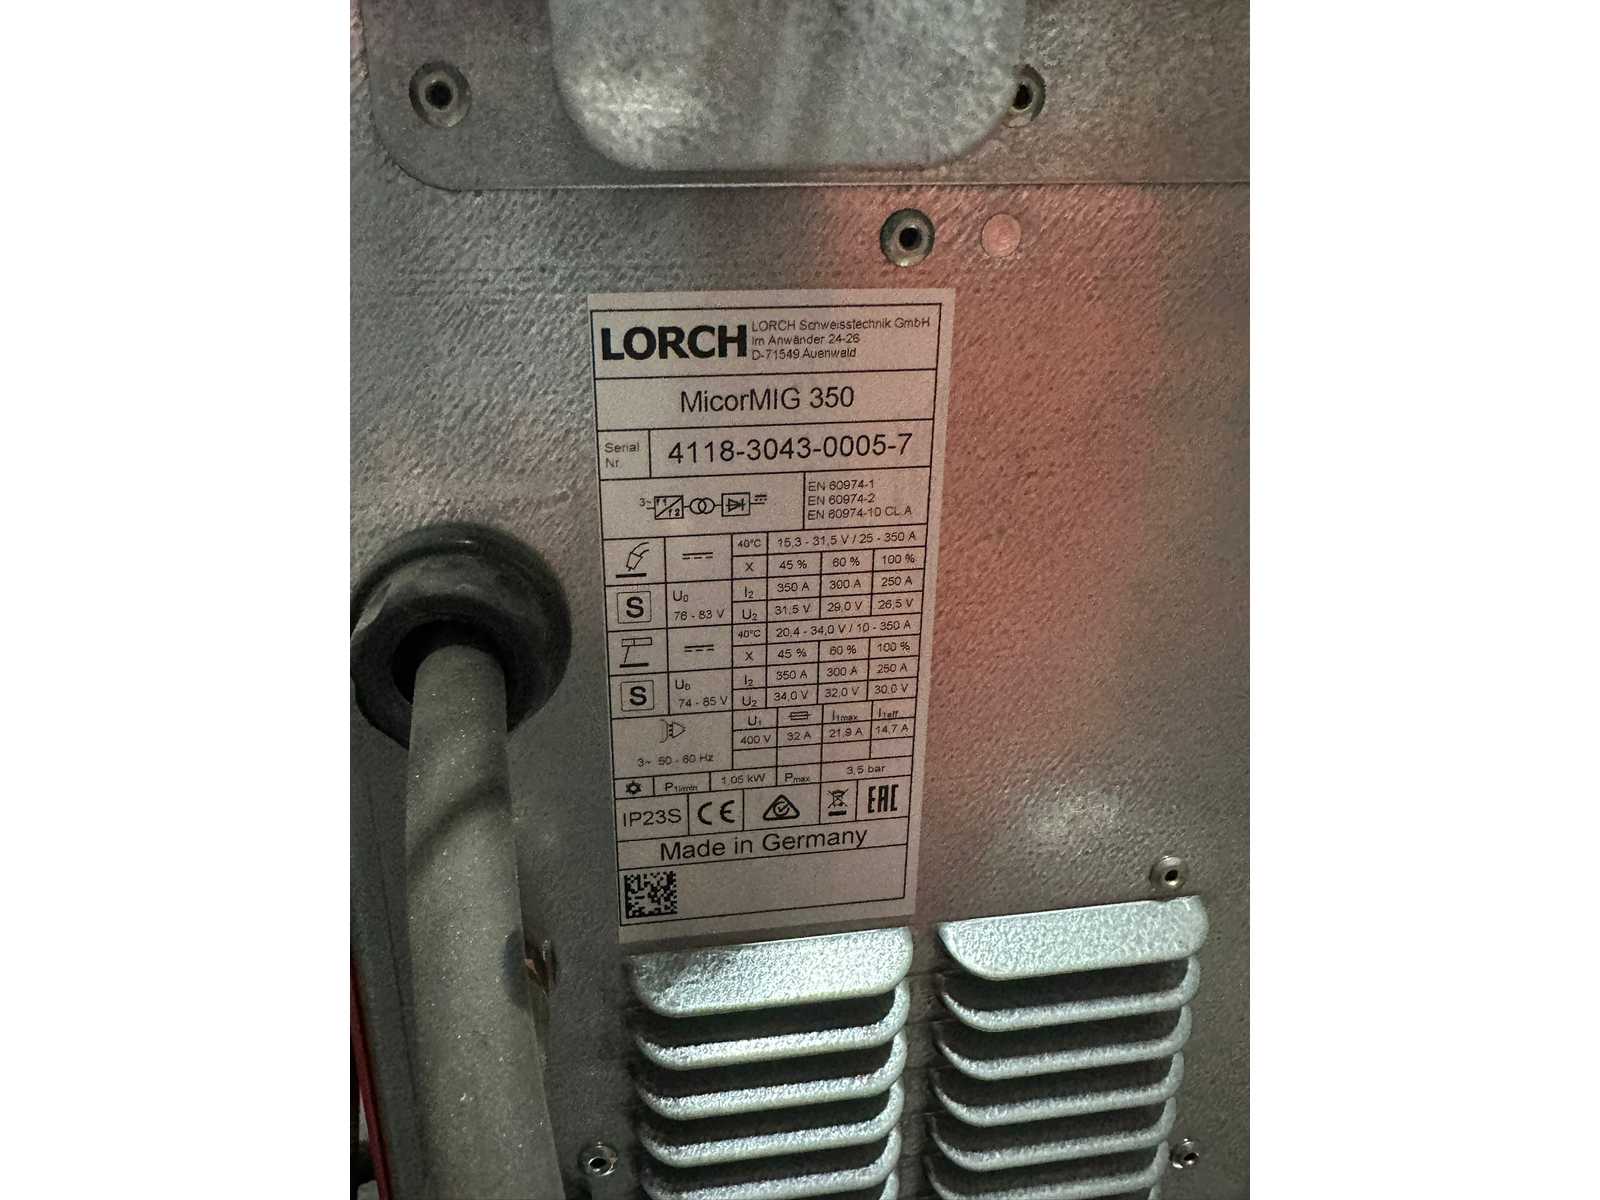 LORCH
LORCH Schweisstechnik GmbH
Im Anwänder 24-26
D-71549 Auenwald
MicorMIG 350
Serial Nr.
4118-3043-0005-7
3~ f1 f2
EN 60974-1
EN 60974-2
EN 60974-10 CL.A
40°C 15,3 - 31,5 V / 25 - 350 A
X 45 % 60 % 100 %
S U0 76 - 83 V
I2 350 A 300 A 250 A
U2 31,5 V 29,0 V 26,5 V
40°C 20,4 - 34,0 V / 10 - 350 A
X 45 % 60 % 100 %
S U0 74 - 85 V
I2 350 A 300 A 250 A
U2 34,0 V 32,0 V 30,0 V
U1 I1max I1eff
400 V 32 A 21,9 A 14,7 A
3~ 50 - 60 Hz
P1imin 1,05 kW Pmax 3,5 bar
IP23S CE EAC
Made in Germany